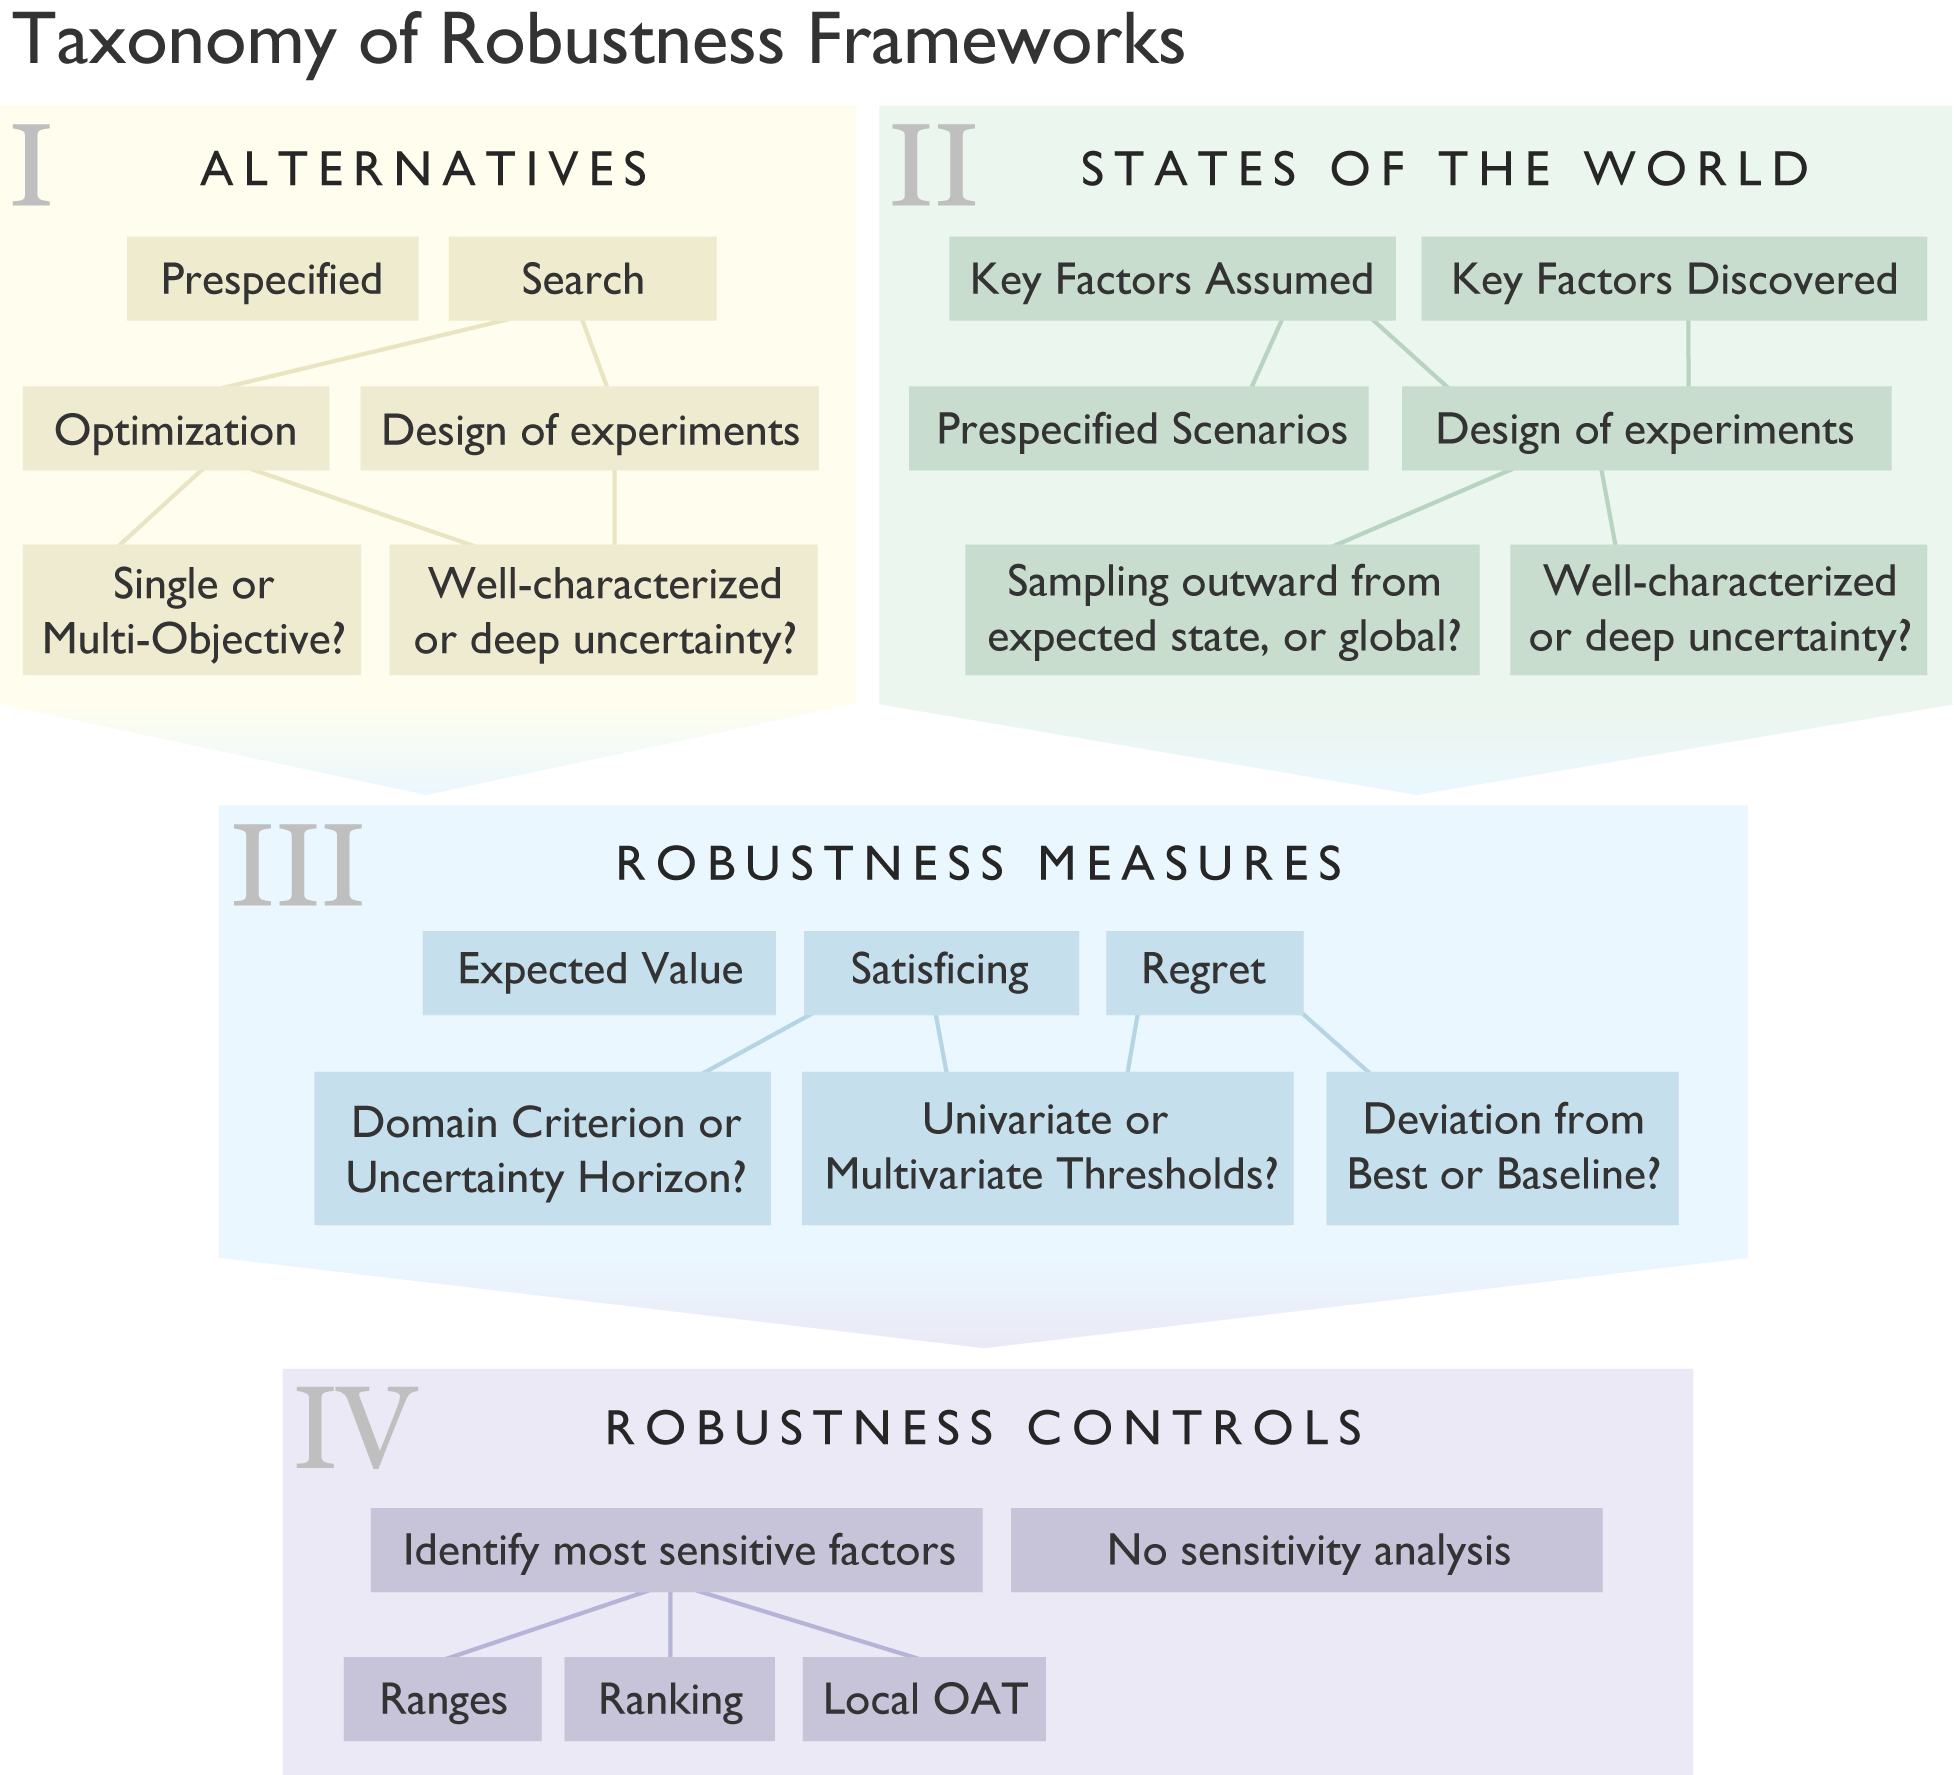 Taxonomy of Robustness Frameworks
I
ALTERNATIVES
Prespecified
Search
Optimization
Design of experiments
Single or
Multi-Objective?
Well-characterized
or deep uncertainty?
II
STATES OF THE WORLD
Key Factors Assumed
Key Factors Discovered
Prespecified Scenarios
Design of experiments
Sampling outward from
expected state, or global?
Well-characterized
or deep uncertainty?
III
ROBUSTNESS MEASURES
Expected Value
Satisficing
Regret
Domain Criterion or
Uncertainty Horizon?
Univariate or
Multivariate Thresholds?
Deviation from
Best or Baseline?
IV
ROBUSTNESS CONTROLS
Identify most sensitive factors
No sensitivity analysis
Ranges
Ranking
Local OAT